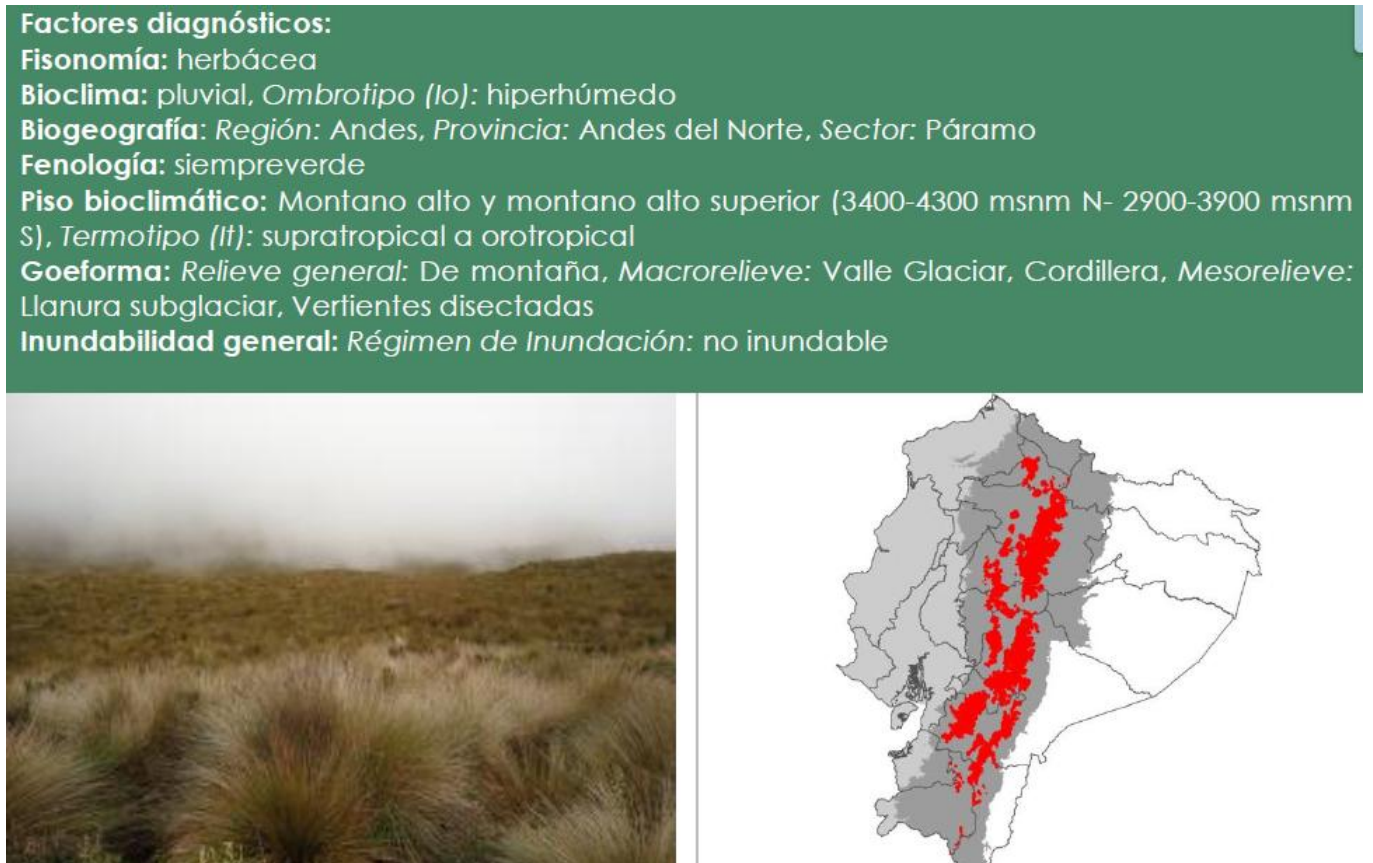 Factores diagnósticos:
Fisonomía: herbácea
Bioclima: pluvial, Ombrotipo (Io): hiperhúmedo
Biogeografía: Región: Andes, Provincia: Andes del Norte, Sector: Páramo
Fenología: siempreverde
Piso bioclimático: Montano alto y montano alto superior (3400-4300 msnm N- 2900-3900 msnm
S), Termotipo (It): supratropical a orotropical
Goeforma: Relieve general: De montaña, Macrorelieve: Valle Glaciar, Cordillera, Mesorelieve:
Llanura subglaciar, Vertientes disectadas
Inundabilidad general: Régimen de Inundación: no inundable